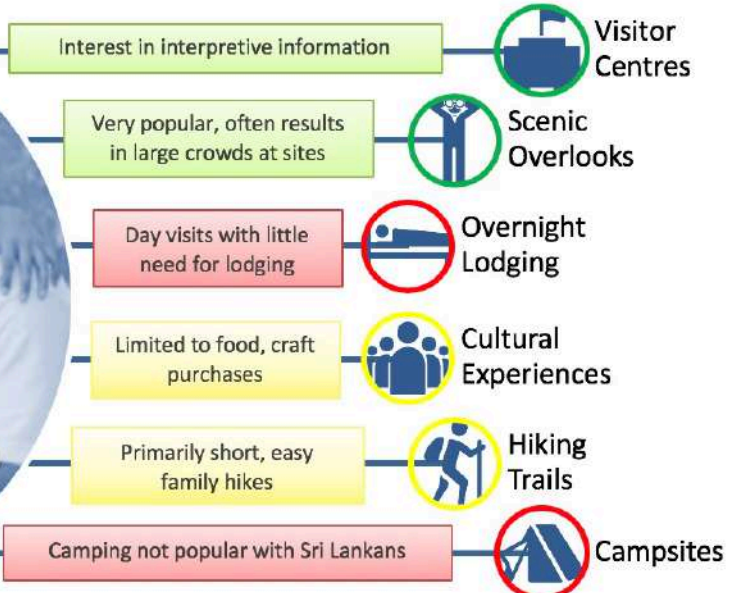 Interest in interpretive information
Visitor
Centres
Very popular, often results
in large crowds at sites
Scenic
Overlooks
Day visits with little
need for lodging
Overnight
Lodging
Limited to food, craft
purchases
Cultural
Experiences
Primarily short, easy
family hikes
Hiking
Trails
Camping not popular with Sri Lankans
Campsites